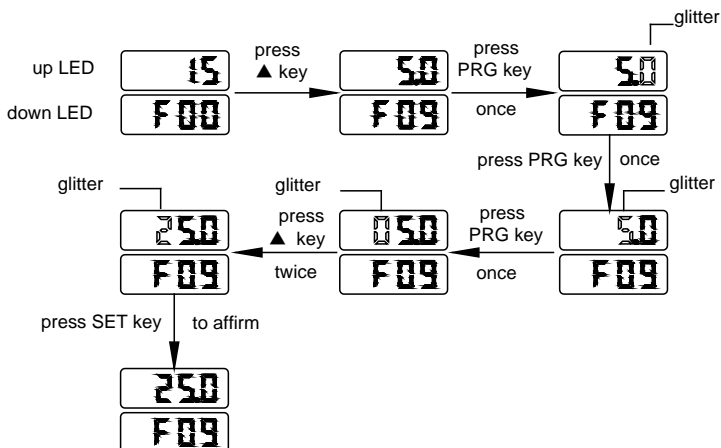 glitter
press
▲ key
press
PRG key
up LED
15
5.0
5.0
down LED
F00
F09
F09
once
press PRG key
once
glitter
glitter
glitter
25.0
press
▲ key
05.0
press
PRG key
5.0
F09
twice
F09
once
F09
press SET key
to affirm
25.0
F09